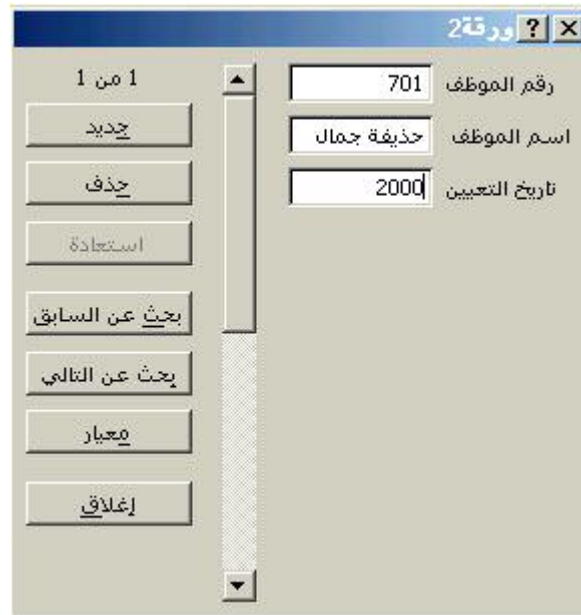 ورقة2
رقم الموظف 701
اسم الموظف حذيفة جمال
تاريخ التعيين 2000
1 من 1
جديد
حذف
استعادة
بحث عن السابق
بحث عن التالي
معيار
إغلاق